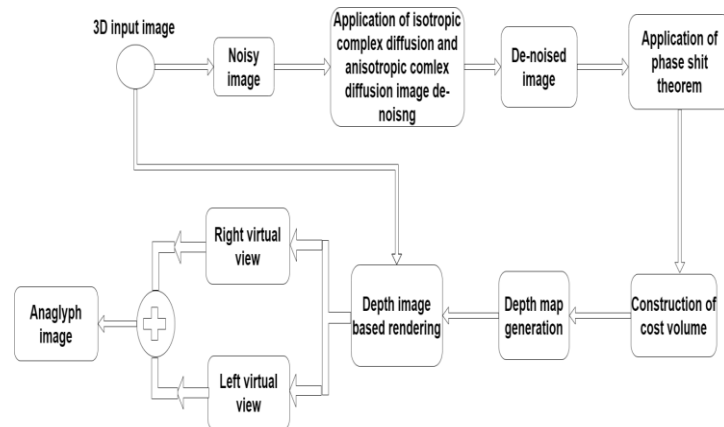 3D input image
Noisy
image
Application of isotropic
complex diffusion and
anisotropic comlex
diffusion image de-
noisng
De-noised
image
Application of
phase shit
theorem
Right virtual
view
Anaglyph
image
Left virtual
view
Depth image
based rendering
Depth map
generation
Construction of
cost volume